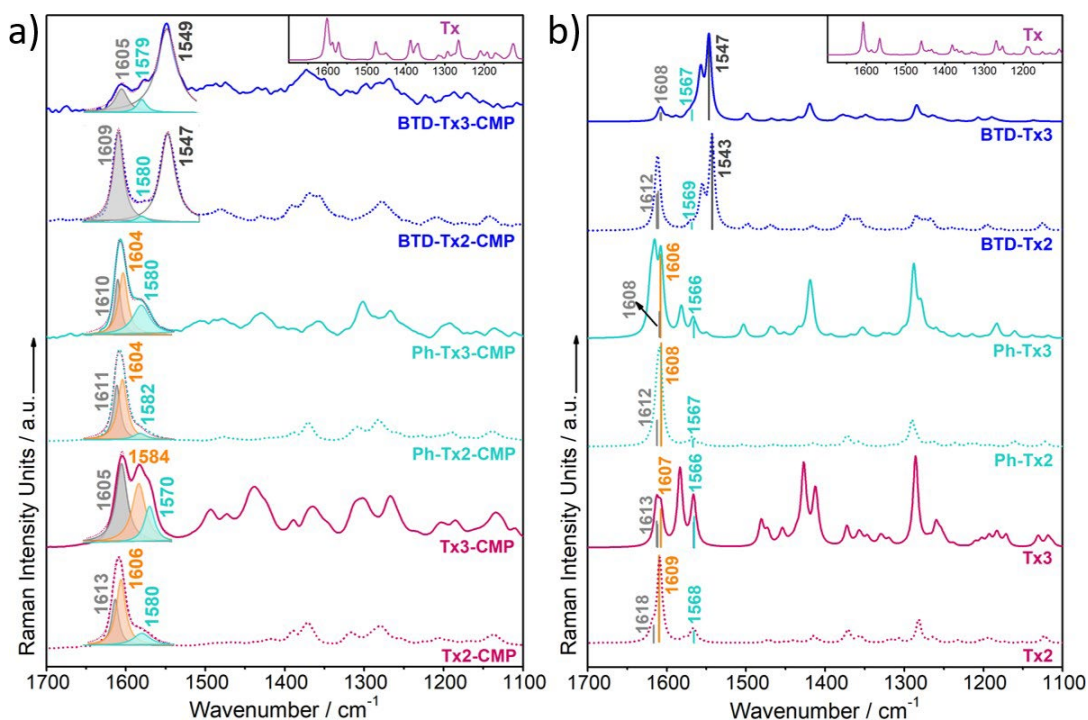 a)
Raman Intensity Units / a.u.
Tx
1600 1500 1400 1300 1200
1605
1579
1549
BTD-Tx3-CMP
1609
1580
1547
BTD-Tx2-CMP
1610
1604
1580
Ph-Tx3-CMP
1611
1604
1582
Ph-Tx2-CMP
1605
1584
1570
Tx3-CMP
1613
1606
1580
Tx2-CMP
1700 1600 1500 1400 1300 1200 1100
Wavenumber / cm⁻¹
b)
Raman Intensity Units / a.u.
Tx
1600 1500 1400 1300 1200
1608
1567
1547
BTD-Tx3
1612
1569
1543
BTD-Tx2
1608
1606
1566
Ph-Tx3
1612
1608
1567
Ph-Tx2
1613
1607
1566
Tx3
1618
1609
1568
Tx2
1700 1600 1500 1400 1300 1200 1100
Wavenumber / cm⁻¹